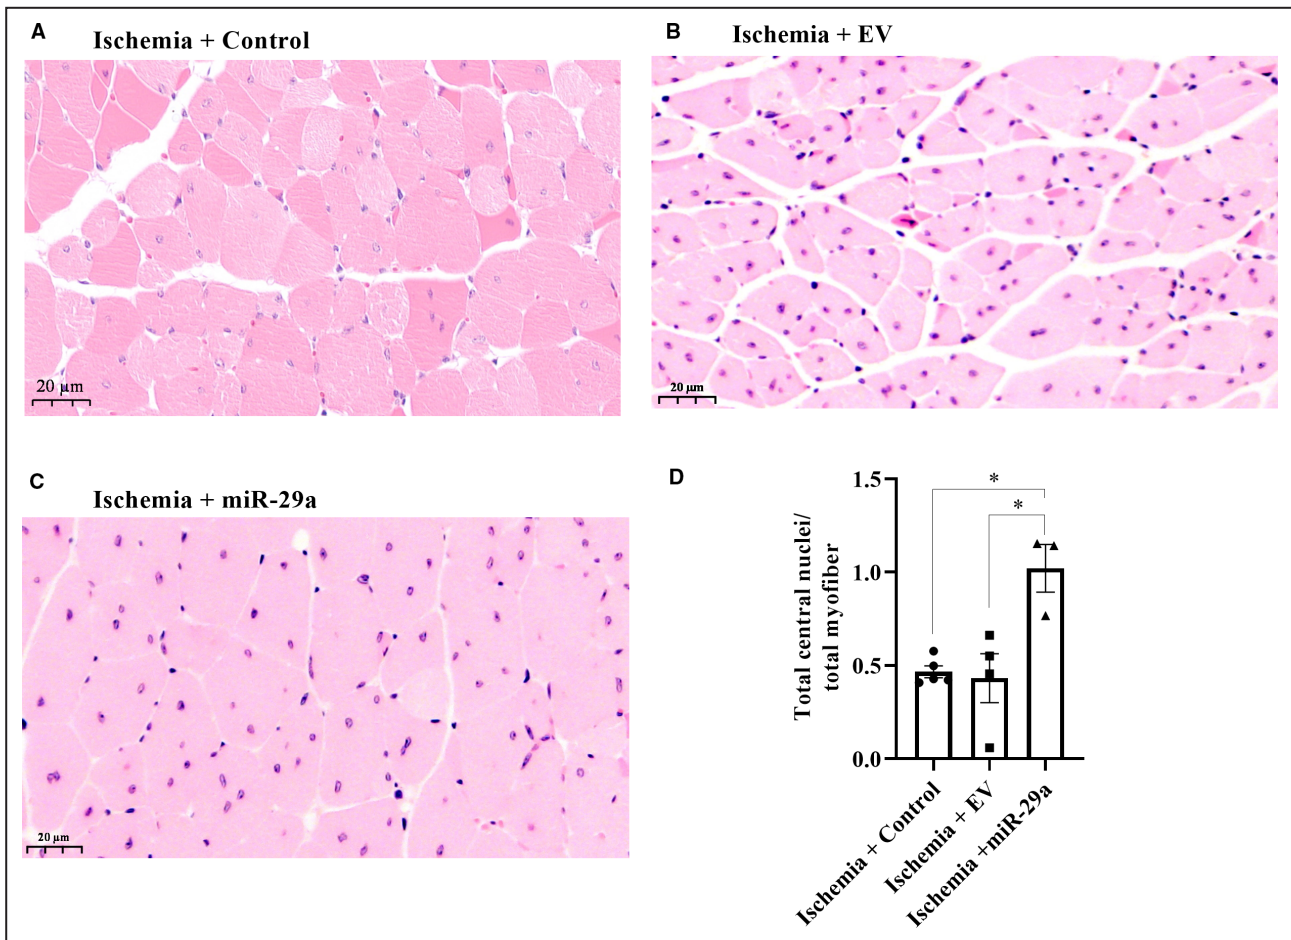 A
Ischemia + Control
20 μm
B
Ischemia + EV
20 μm
C
Ischemia + miR-29a
20 μm
D
Total central nuclei/
total myofiber
1.5
1.0
0.5
0.0
*
*
Ischemia + Control
Ischemia + EV
Ischemia +miR-29a